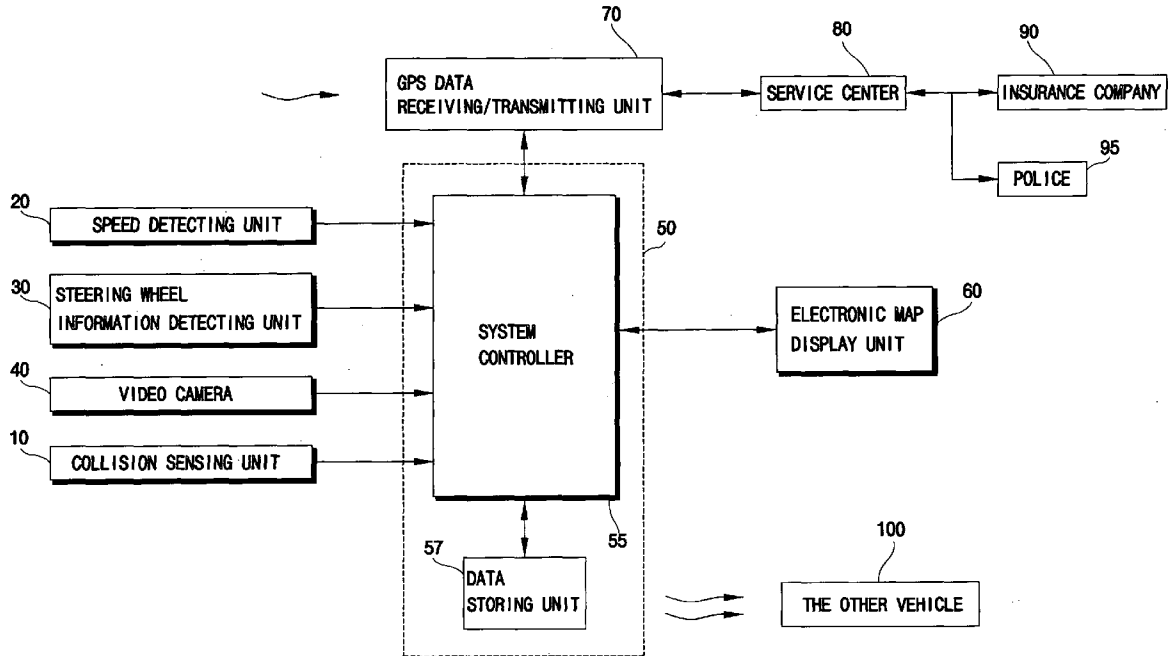 70
GPS DATA
RECEIVING/TRANSMITTING UNIT
80
SERVICE CENTER
90
INSURANCE COMPANY
95
POLICE
20
SPEED DETECTING UNIT
30
STEERING WHEEL
INFORMATION DETECTING UNIT
40
VIDEO CAMERA
10
COLLISION SENSING UNIT
50
SYSTEM
CONTROLLER
55
60
ELECTRONIC MAP
DISPLAY UNIT
57
DATA
STORING UNIT
100
THE OTHER VEHICLE